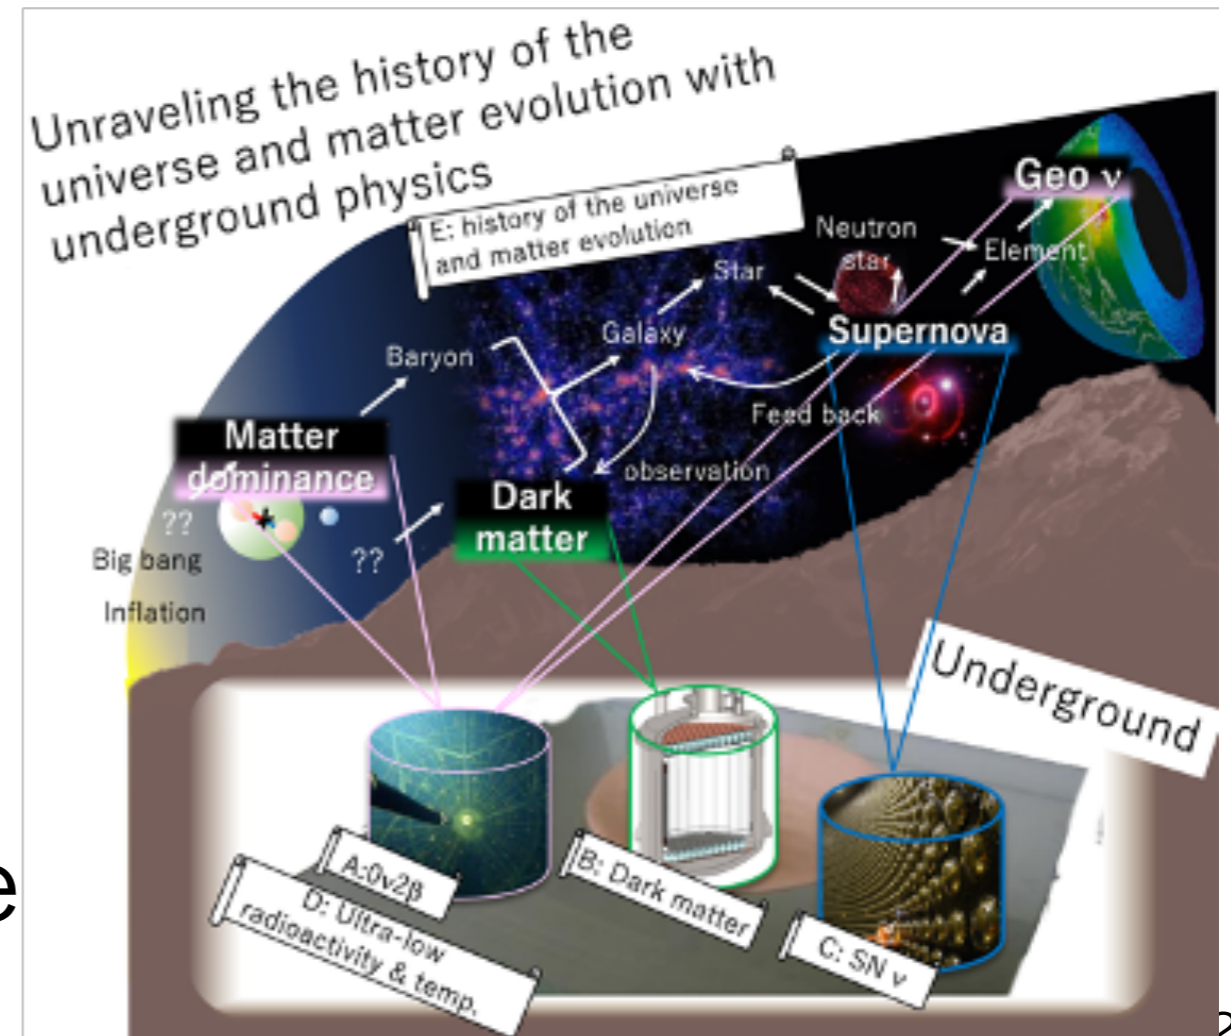 Unraveling the history of the
universe and matter evolution with
underground physics
E: history of the universe
and matter evolution
Geo ν
Neutron
star
Element
Star
Supernova
Galaxy
Baryon
Feed back
Matter
dominance
observation
Dark
matter
??
??
Big bang
Inflation
Underground
A:0ν2β
D: Ultra-low
radioactivity & temp.
B: Dark matter
C: SN ν
e